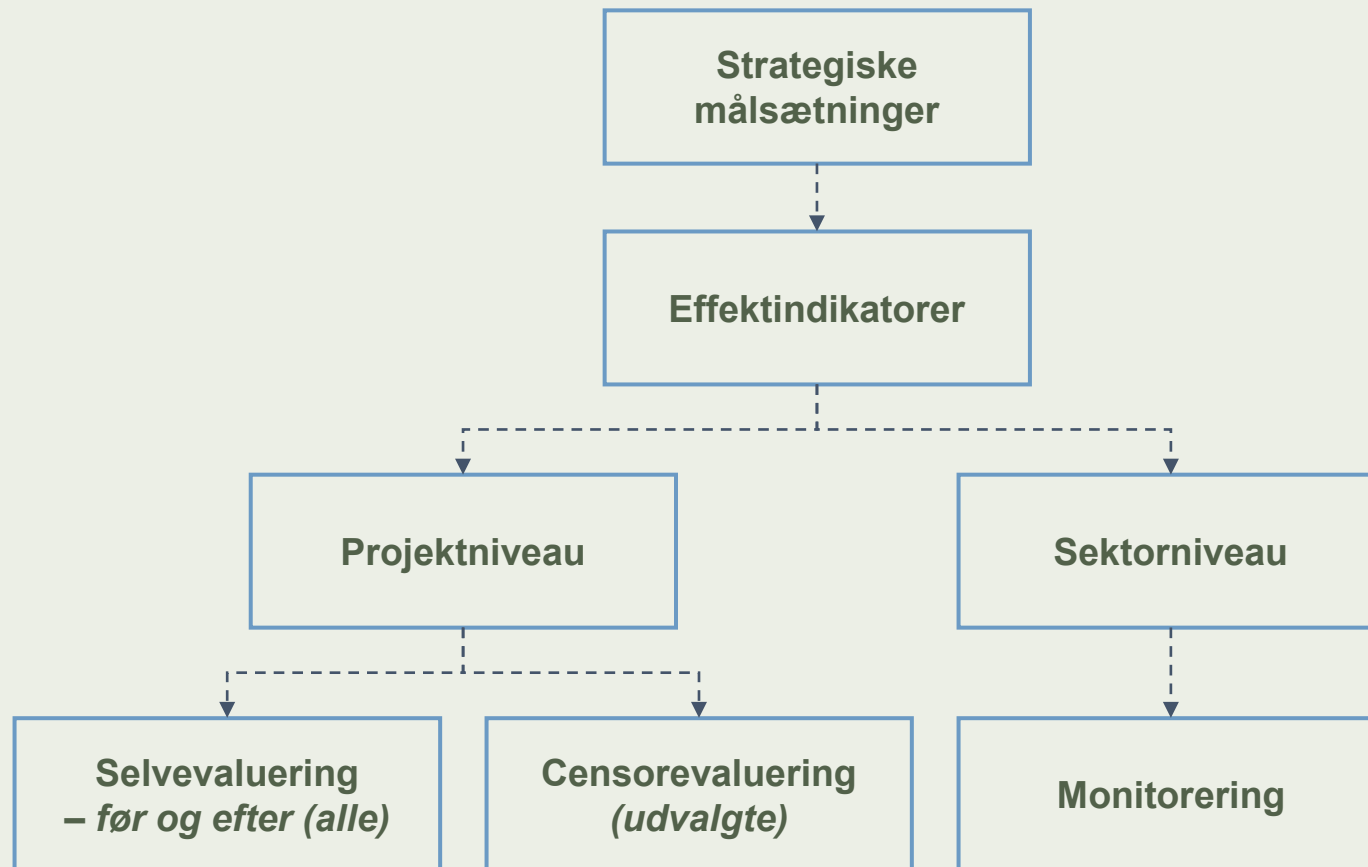 Strategiske
målsætninger
Effektindikatorer
Projektniveau
Sektorniveau
Selvevaluering
– før og efter (alle)
Censorevaluering
(udvalgte)
Monitorering